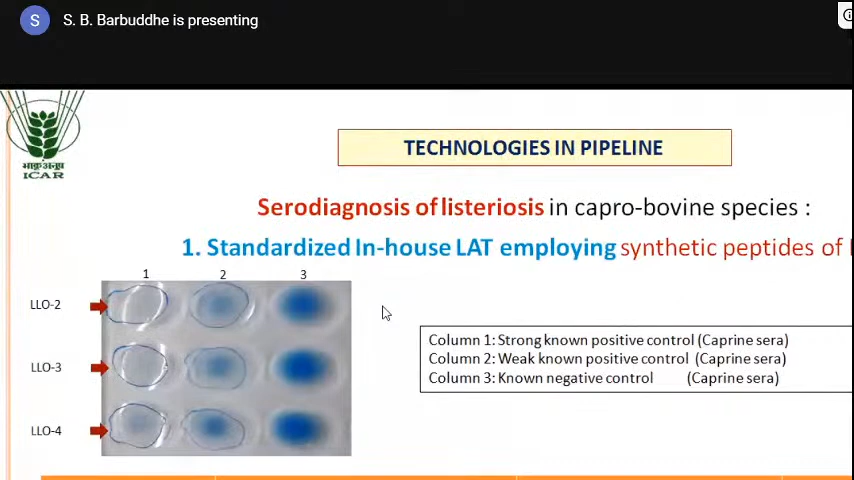 S
S. B. Barbuddhe is presenting
भाकृअनुप
ICAR
TECHNOLOGIES IN PIPELINE
Serodiagnosis of listeriosis in capro-bovine species :
1. Standardized In-house LAT employing synthetic peptides of
1 2 3
LLO-2
LLO-3
LLO-4
Column 1: Strong known positive control (Caprine sera)
Column 2: Weak known positive control (Caprine sera)
Column 3: Known negative control (Caprine sera)